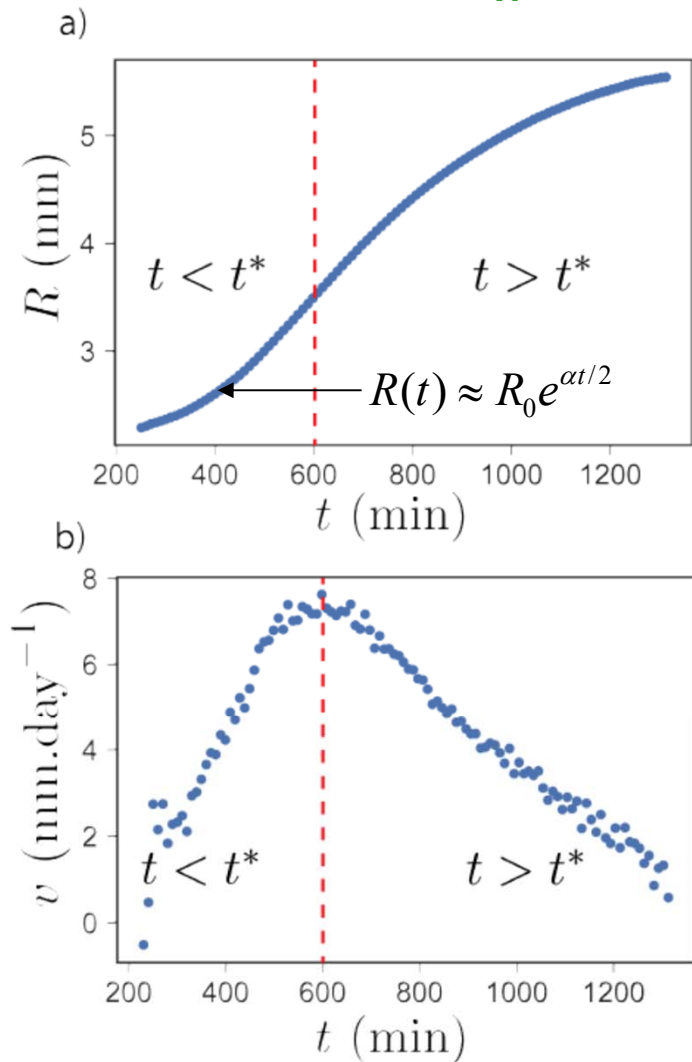 a)
R (mm)
5
4
3
t < t*
t > t*
R(t) ≈ R₀e^{αt/2}
200 400 600 800 1000 1200
t (min)
b)
v (mm.day⁻¹)
8
6
4
2
0
t < t*
t > t*
200 400 600 800 1000 1200
t (min)